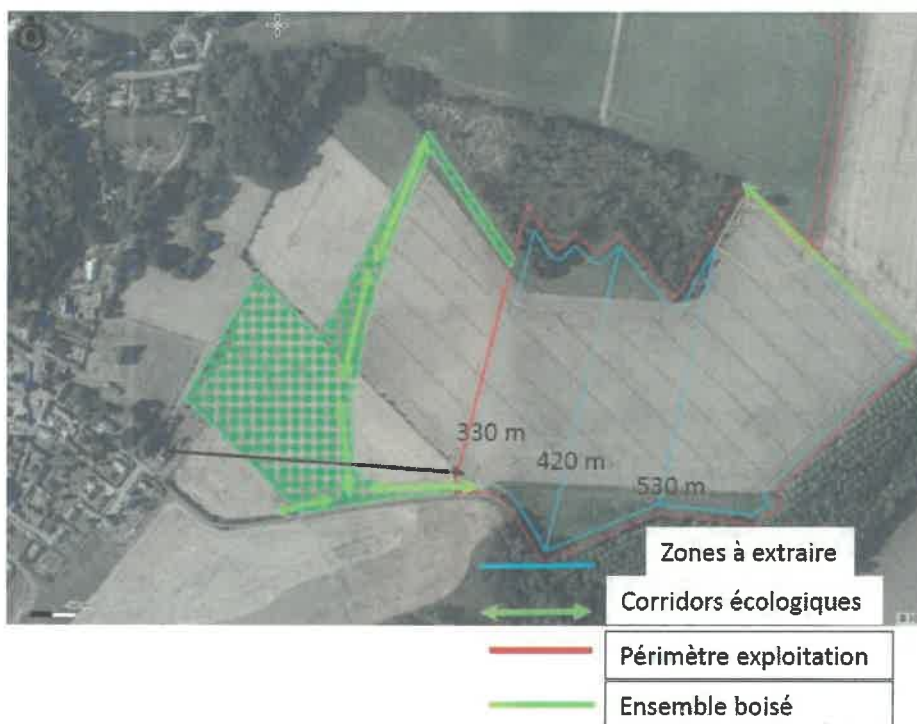 330 m
420 m
530 m
Zones à extraire
Corridors écologiques
Périmètre exploitation
Ensemble boisé